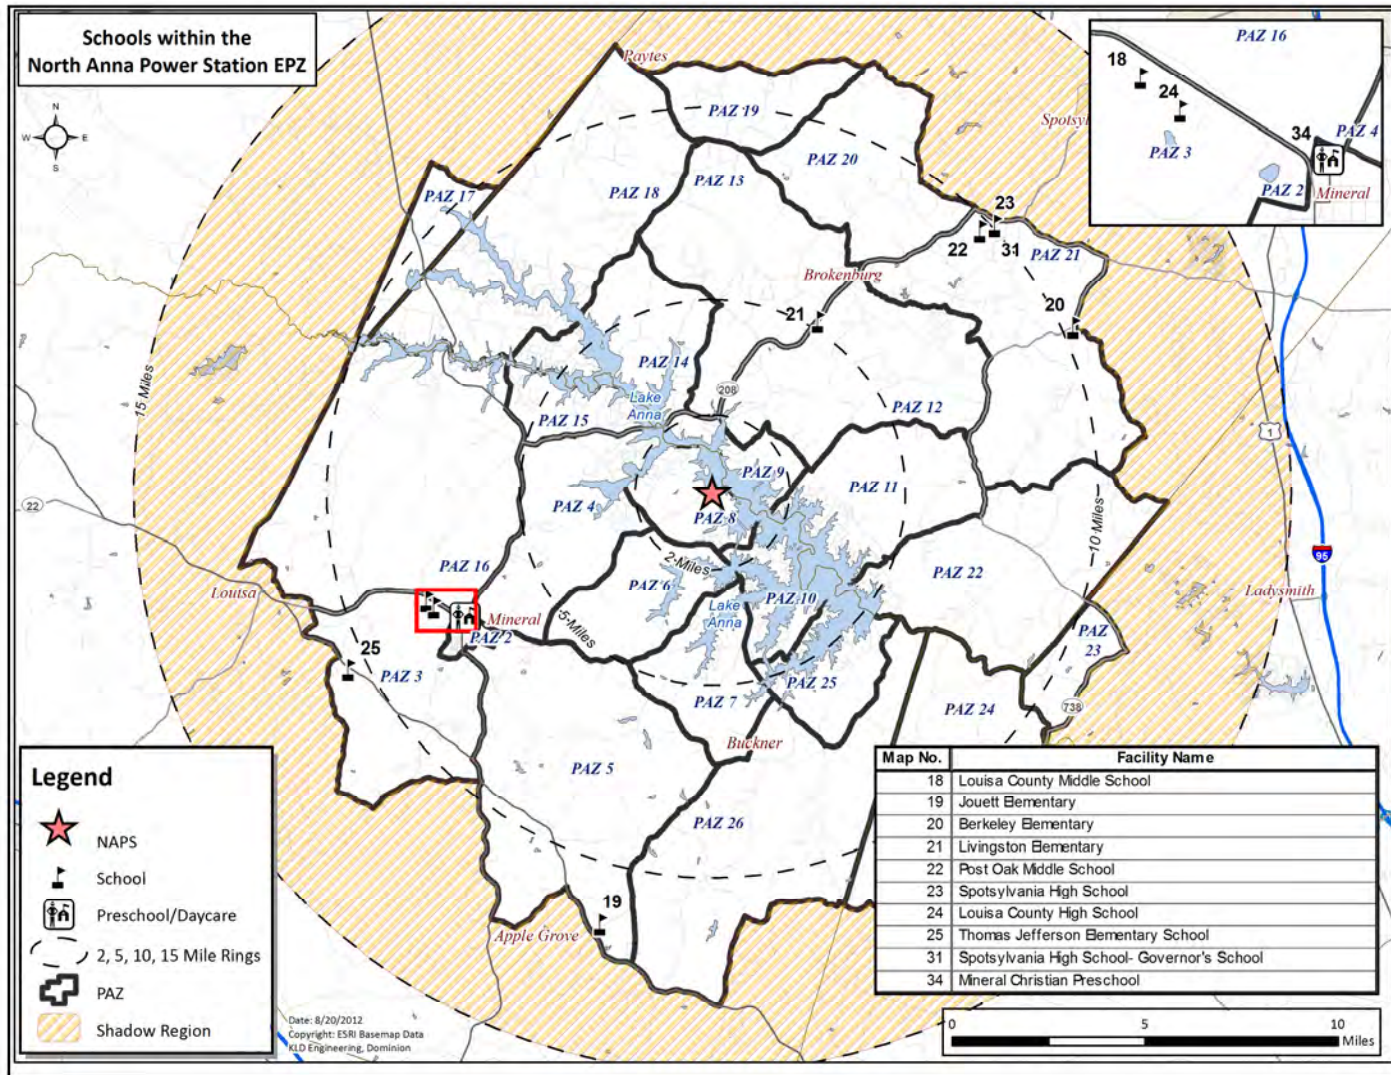 Schools within the
North Anna Power Station EPZ
N
W
E
S
Paytes
PAZ 19
Spotsyl
PAZ 20
PAZ 13
PAZ 18
PAZ 17
PAZ 16
18
24
34
PAZ 4
PAZ 3
PAZ 2
Mineral
23
22
31
PAZ 21
Brokenburg
20
21
15 Miles
PAZ 14
208
Lake
Anna
PAZ 12
PAZ 15
1
PAZ 9
PAZ 11
PAZ 4
PAZ 8
22
10 Miles
95
2-Miles
PAZ 16
PAZ 6
PAZ 22
PAZ 10
Louisa
Ladysmith
Lake
Anna
Mineral
5-Miles
PAZ 2
PAZ
23
25
PAZ 3
PAZ 25
PAZ 7
PAZ 24
738
Buckner
PAZ 5
PAZ 26
19
Apple Grove
Legend
NAPS
School
Preschool/Daycare
2, 5, 10, 15 Mile Rings
PAZ
Shadow Region
Date: 8/20/2012
Copyright: ESRI Basemap Data
KLD Engineering, Dominion
Map No. Facility Name
18 Louisa County Middle School
19 Jouett Elementary
20 Berkeley Elementary
21 Livingston Elementary
22 Post Oak Middle School
23 Spotsylvania High School
24 Louisa County High School
25 Thomas Jefferson Elementary School
31 Spotsylvania High School- Governor's School
34 Mineral Christian Preschool
0 5 10
Miles